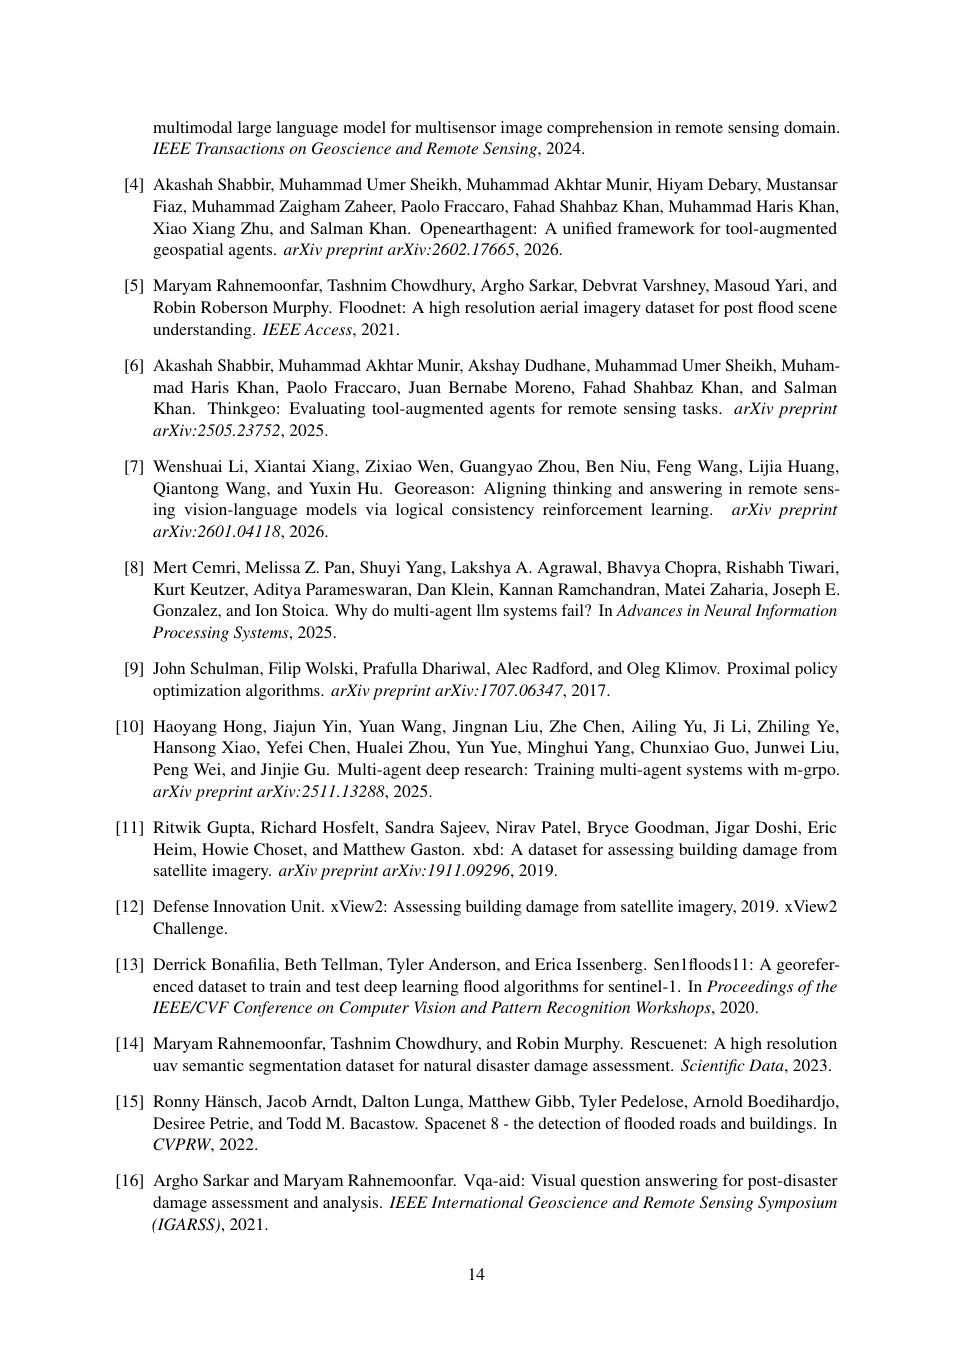 multimodal large language model for multisensor image comprehension in remote sensing domain.
IEEE Transactions on Geoscience and Remote Sensing, 2024.
[4] Akashah Shabbir, Muhammad Umer Sheikh, Muhammad Akhtar Munir, Hiyam Debary, Mustansar
Fiaz, Muhammad Zaigham Zaheer, Paolo Fraccaro, Fahad Shahbaz Khan, Muhammad Haris Khan,
Xiao Xiang Zhu, and Salman Khan. Openearthagent: A unified framework for tool-augmented
geospatial agents. arXiv preprint arXiv:2602.17665, 2026.
[5] Maryam Rahnemoonfar, Tashnim Chowdhury, Argho Sarkar, Debvrat Varshney, Masoud Yari, and
Robin Roberson Murphy. Floodnet: A high resolution aerial imagery dataset for post flood scene
understanding. IEEE Access, 2021.
[6] Akashah Shabbir, Muhammad Akhtar Munir, Akshay Dudhane, Muhammad Umer Sheikh, Muham-
mad Haris Khan, Paolo Fraccaro, Juan Bernabe Moreno, Fahad Shahbaz Khan, and Salman
Khan. Thinkgeo: Evaluating tool-augmented agents for remote sensing tasks. arXiv preprint
arXiv:2505.23752, 2025.
[7] Wenshuai Li, Xiantai Xiang, Zixiao Wen, Guangyao Zhou, Ben Niu, Feng Wang, Lijia Huang,
Qiantong Wang, and Yuxin Hu. Georeason: Aligning thinking and answering in remote sens-
ing vision-language models via logical consistency reinforcement learning. arXiv preprint
arXiv:2601.04118, 2026.
[8] Mert Cemri, Melissa Z. Pan, Shuyi Yang, Lakshya A. Agrawal, Bhavya Chopra, Rishabh Tiwari,
Kurt Keutzer, Aditya Parameswaran, Dan Klein, Kannan Ramchandran, Matei Zaharia, Joseph E.
Gonzalez, and Ion Stoica. Why do multi-agent llm systems fail? In Advances in Neural Information
Processing Systems, 2025.
[9] John Schulman, Filip Wolski, Prafulla Dhariwal, Alec Radford, and Oleg Klimov. Proximal policy
optimization algorithms. arXiv preprint arXiv:1707.06347, 2017.
[10] Haoyang Hong, Jiajun Yin, Yuan Wang, Jingnan Liu, Zhe Chen, Ailing Yu, Ji Li, Zhiling Ye,
Hansong Xiao, Yefei Chen, Hualei Zhou, Yun Yue, Minghui Yang, Chunxiao Guo, Junwei Liu,
Peng Wei, and Jinjie Gu. Multi-agent deep research: Training multi-agent systems with m-grpo.
arXiv preprint arXiv:2511.13288, 2025.
[11] Ritwik Gupta, Richard Hosfelt, Sandra Sajeev, Nirav Patel, Bryce Goodman, Jigar Doshi, Eric
Heim, Howie Choset, and Matthew Gaston. xbd: A dataset for assessing building damage from
satellite imagery. arXiv preprint arXiv:1911.09296, 2019.
[12] Defense Innovation Unit. xView2: Assessing building damage from satellite imagery, 2019. xView2
Challenge.
[13] Derrick Bonafilia, Beth Tellman, Tyler Anderson, and Erica Issenberg. Sen1floods11: A georefer-
enced dataset to train and test deep learning flood algorithms for sentinel-1. In Proceedings of the
IEEE/CVF Conference on Computer Vision and Pattern Recognition Workshops, 2020.
[14] Maryam Rahnemoonfar, Tashnim Chowdhury, and Robin Murphy. Rescuenet: A high resolution
uav semantic segmentation dataset for natural disaster damage assessment. Scientific Data, 2023.
[15] Ronny Hänsch, Jacob Arndt, Dalton Lunga, Matthew Gibb, Tyler Pedelose, Arnold Boedihardjo,
Desiree Petrie, and Todd M. Bacastow. Spacenet 8 - the detection of flooded roads and buildings. In
CVPRW, 2022.
[16] Argho Sarkar and Maryam Rahnemoonfar. Vqa-aid: Visual question answering for post-disaster
damage assessment and analysis. IEEE International Geoscience and Remote Sensing Symposium
(IGARSS), 2021.
14